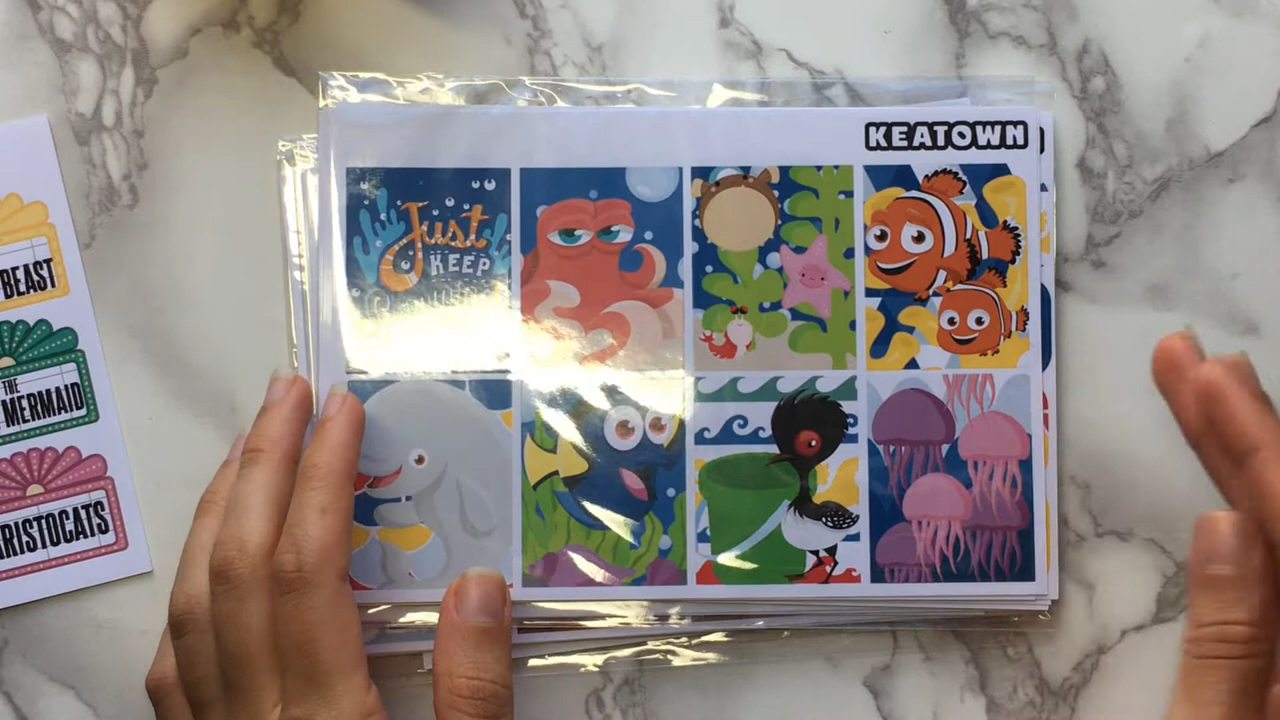 KEATOWN
Just
KEEP
BEAST
THE
MERMAID
ARISTOCATS